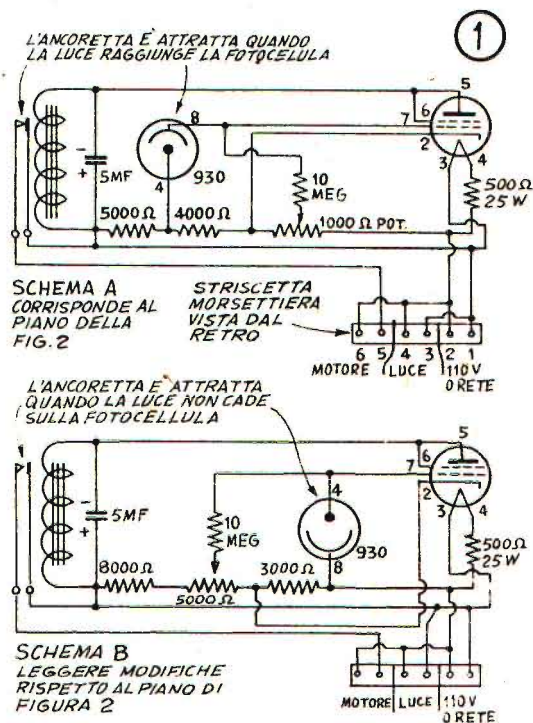 1
L'ANCORETTA E' ATTRATTA QUANDO
LA LUCE RAGGIUNGE LA FOTOCELULA
5
8
6
7
2
3 4
- +
5MF
4
930
10
MEG
500Ω
25 W
5000Ω
4000Ω
1000Ω POT.
SCHEMA A
CORRISPONDE AL
PIANO DELLA
FIG.2
STRISCETTA
MORSETTIERA
VISTA DAL
RETRO
6 5 4 3 2 1
MOTORE LUCE 110V
O RETE
L'ANCORETTA E' ATTRATTA
QUANDO LA LUCE NON CADE
SULLA FOTOCELLULA
5
6
7
4
2
3 4
- +
5MF
10
MEG
930
8
500Ω
25 W
8000Ω
5000Ω
3000Ω
SCHEMA B
LEGGERE MODIFICHE
RISPETTO AL PIANO DI
FIGURA 2
MOTORE LUCE 110V
O RETE